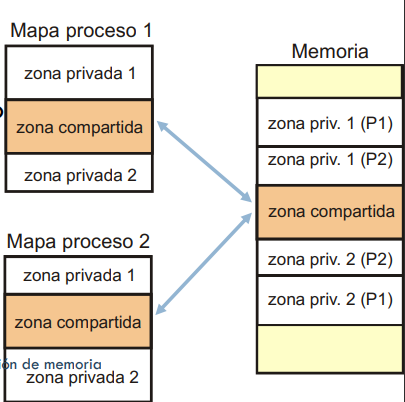 Mapa proceso 1
zona privada 1
zona compartida
zona privada 2
Mapa proceso 2
zona privada 1
zona compartida
ión de memoria
zona privada 2
Memoria
zona priv. 1 (P1)
zona priv. 1 (P2)
zona compartida
zona priv. 2 (P2)
zona priv. 2 (P1)